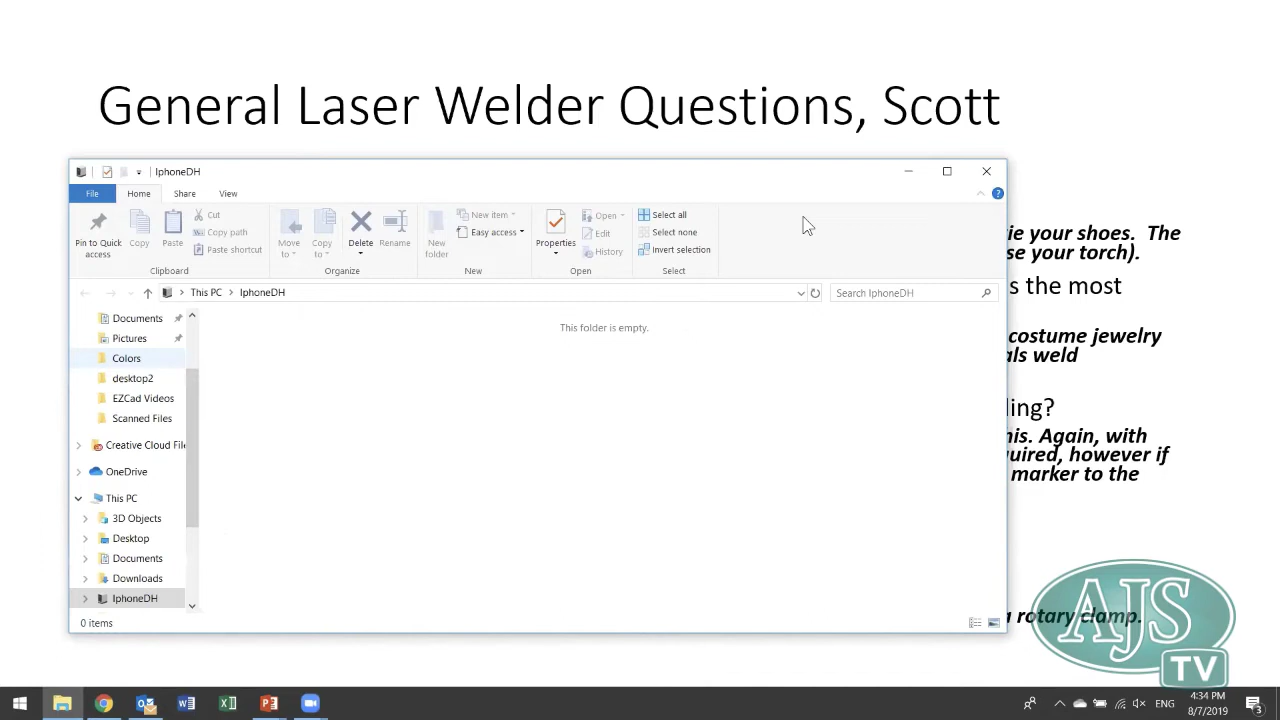 General Laser Welder Questions, Scott
IphoneDH
File Home Share View
Pin to Quick access
Copy
Paste
Cut
Copy path
Paste shortcut
Clipboard
Move to
Copy to
Delete
Rename
Organize
New folder
New item
Easy access
New
Properties
Open
Edit
History
Open
Select all
Select none
Invert selection
Select
This PC > IphoneDH
Search IphoneDH
This folder is empty.
Documents
Pictures
Colors
desktop2
EZCad Videos
Scanned Files
Creative Cloud File
OneDrive
This PC
3D Objects
Desktop
Documents
Downloads
IphoneDH
0 items
ie your shoes. The
se your torch).
s the most
costume jewelry
als weld
ling?
his. Again, with
uired, however if
marker to the
a rotary clamp.
AJS
TV
ENG
4:34 PM
8/7/2019
3